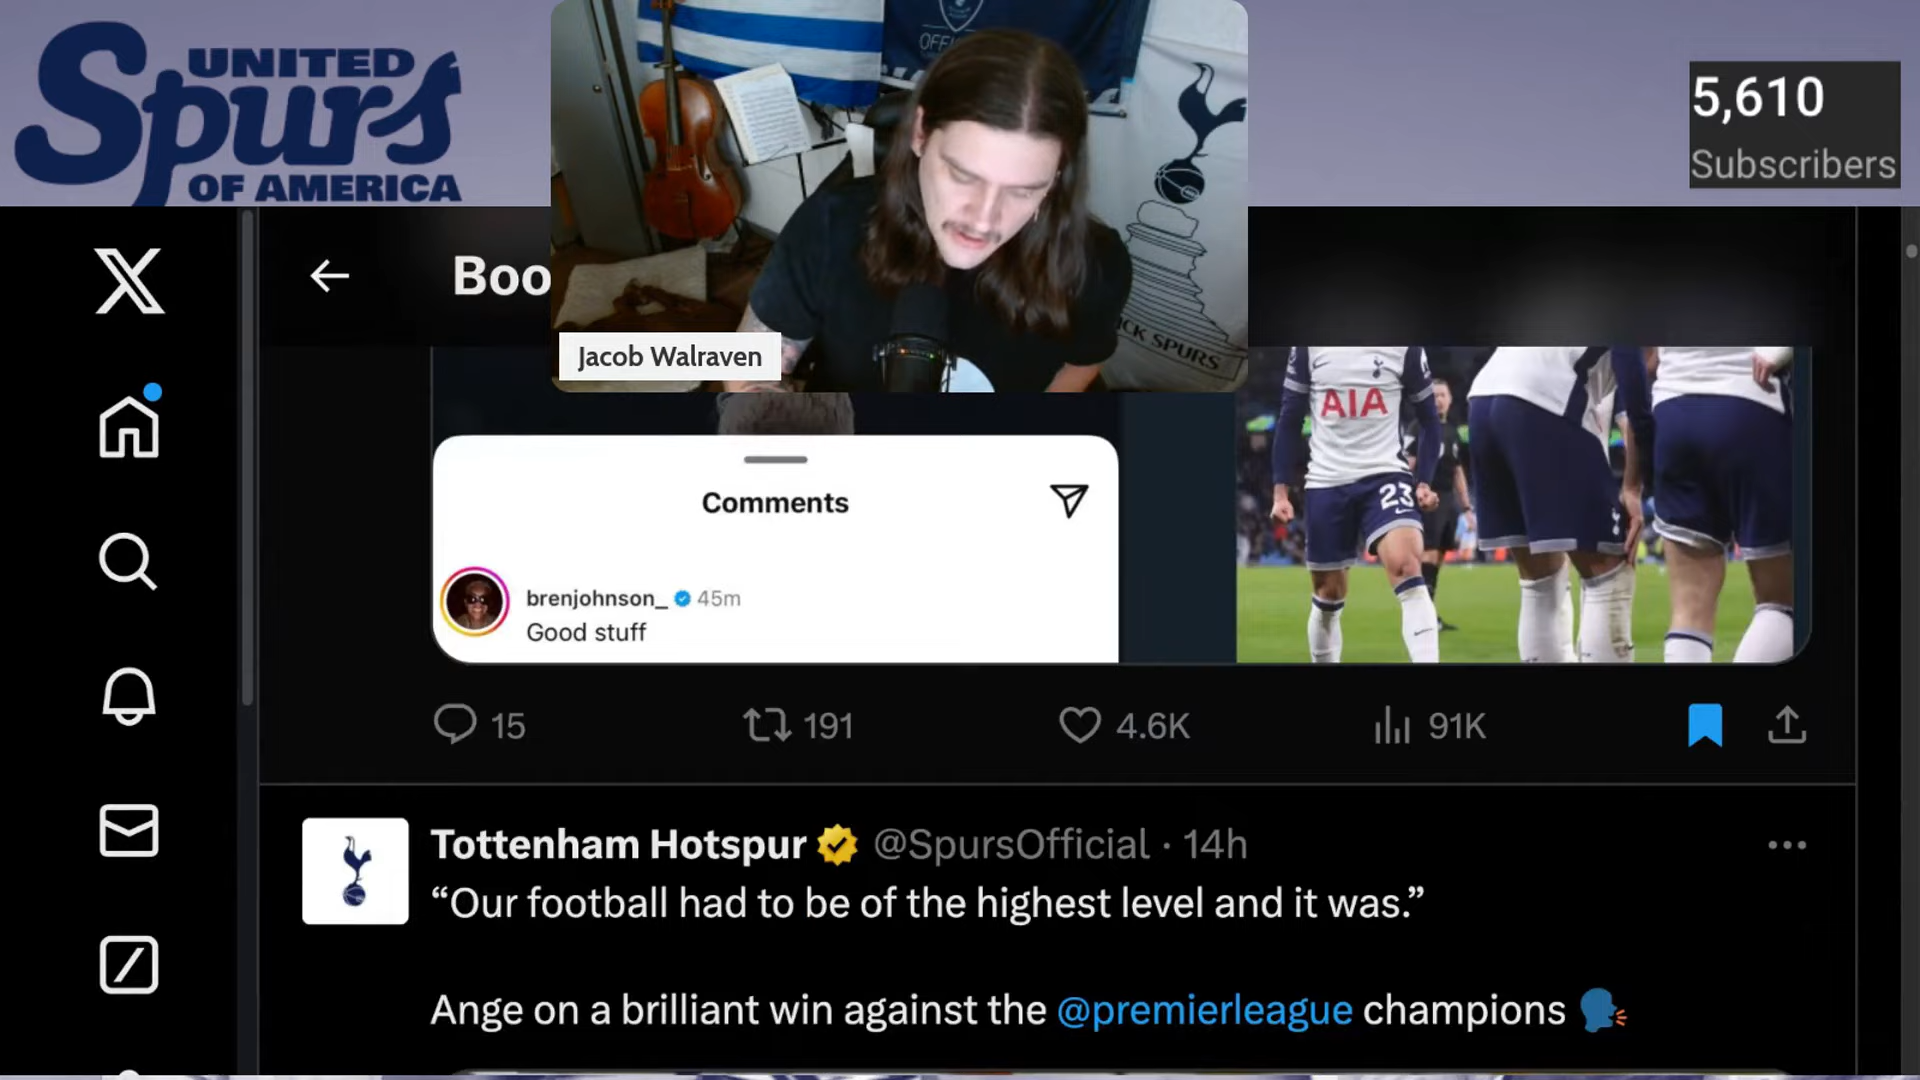 UNITED
Spurs
OF AMERICA
5,610
Subscribers
OFF
Boo
Jacob Walraven
CK SPURS
AIA
23
Comments
brenjohnson_ 45m
Good stuff
15 191 4.6K 91K
Tottenham Hotspur @SpursOfficial · 14h
“Our football had to be of the highest level and it was.”
Ange on a brilliant win against the @premierleague champions